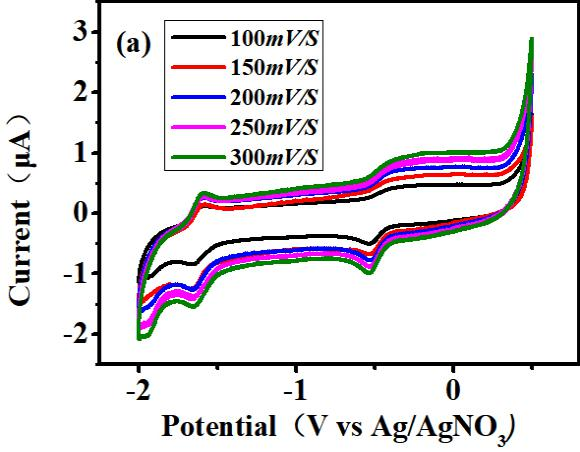 (a)
100mV/S
150mV/S
200mV/S
250mV/S
300mV/S
3
2
1
0
-1
-2
Current（μA）
-2 -1 0
Potential（V vs Ag/AgNO3)